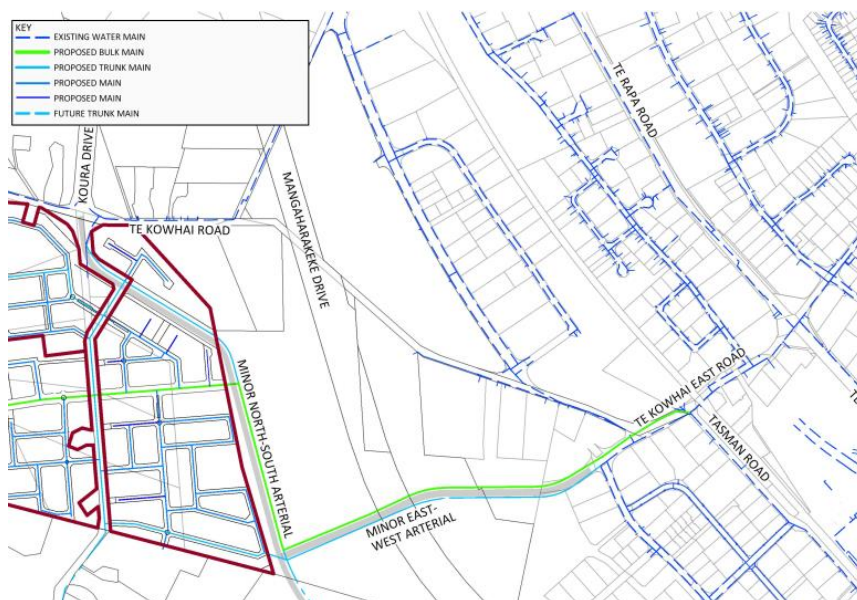 KEY
EXISTING WATER MAIN
PROPOSED BULK MAIN
PROPOSED TRUNK MAIN
PROPOSED MAIN
PROPOSED MAIN
FUTURE TRUNK MAIN
KOURA DRIVE
TE KOWHAI ROAD
MANGAHARAKEKE DRIVE
TE RAPA ROAD
MINOR NORTH-SOUTH ARTERIAL
MINOR EAST-
WEST ARTERIAL
TE KOWHAI EAST ROAD
TASMAN ROAD